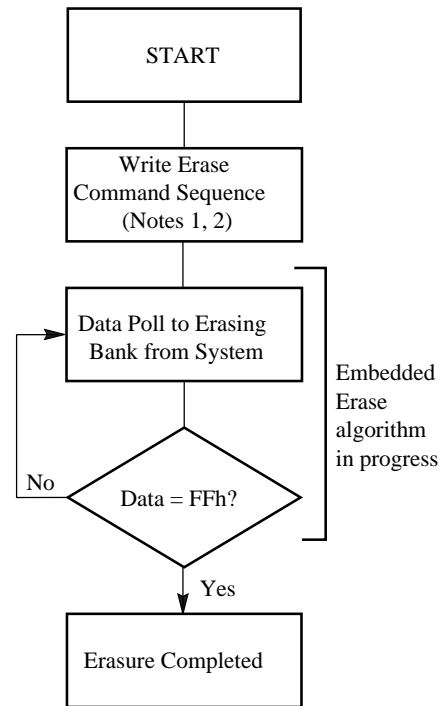 START
Write Erase
Command Sequence
(Notes 1, 2)
Data Poll to Erasing
Bank from System
Embedded
Erase
algorithm
in progress
No
Data = FFh?
Yes
Erasure Completed